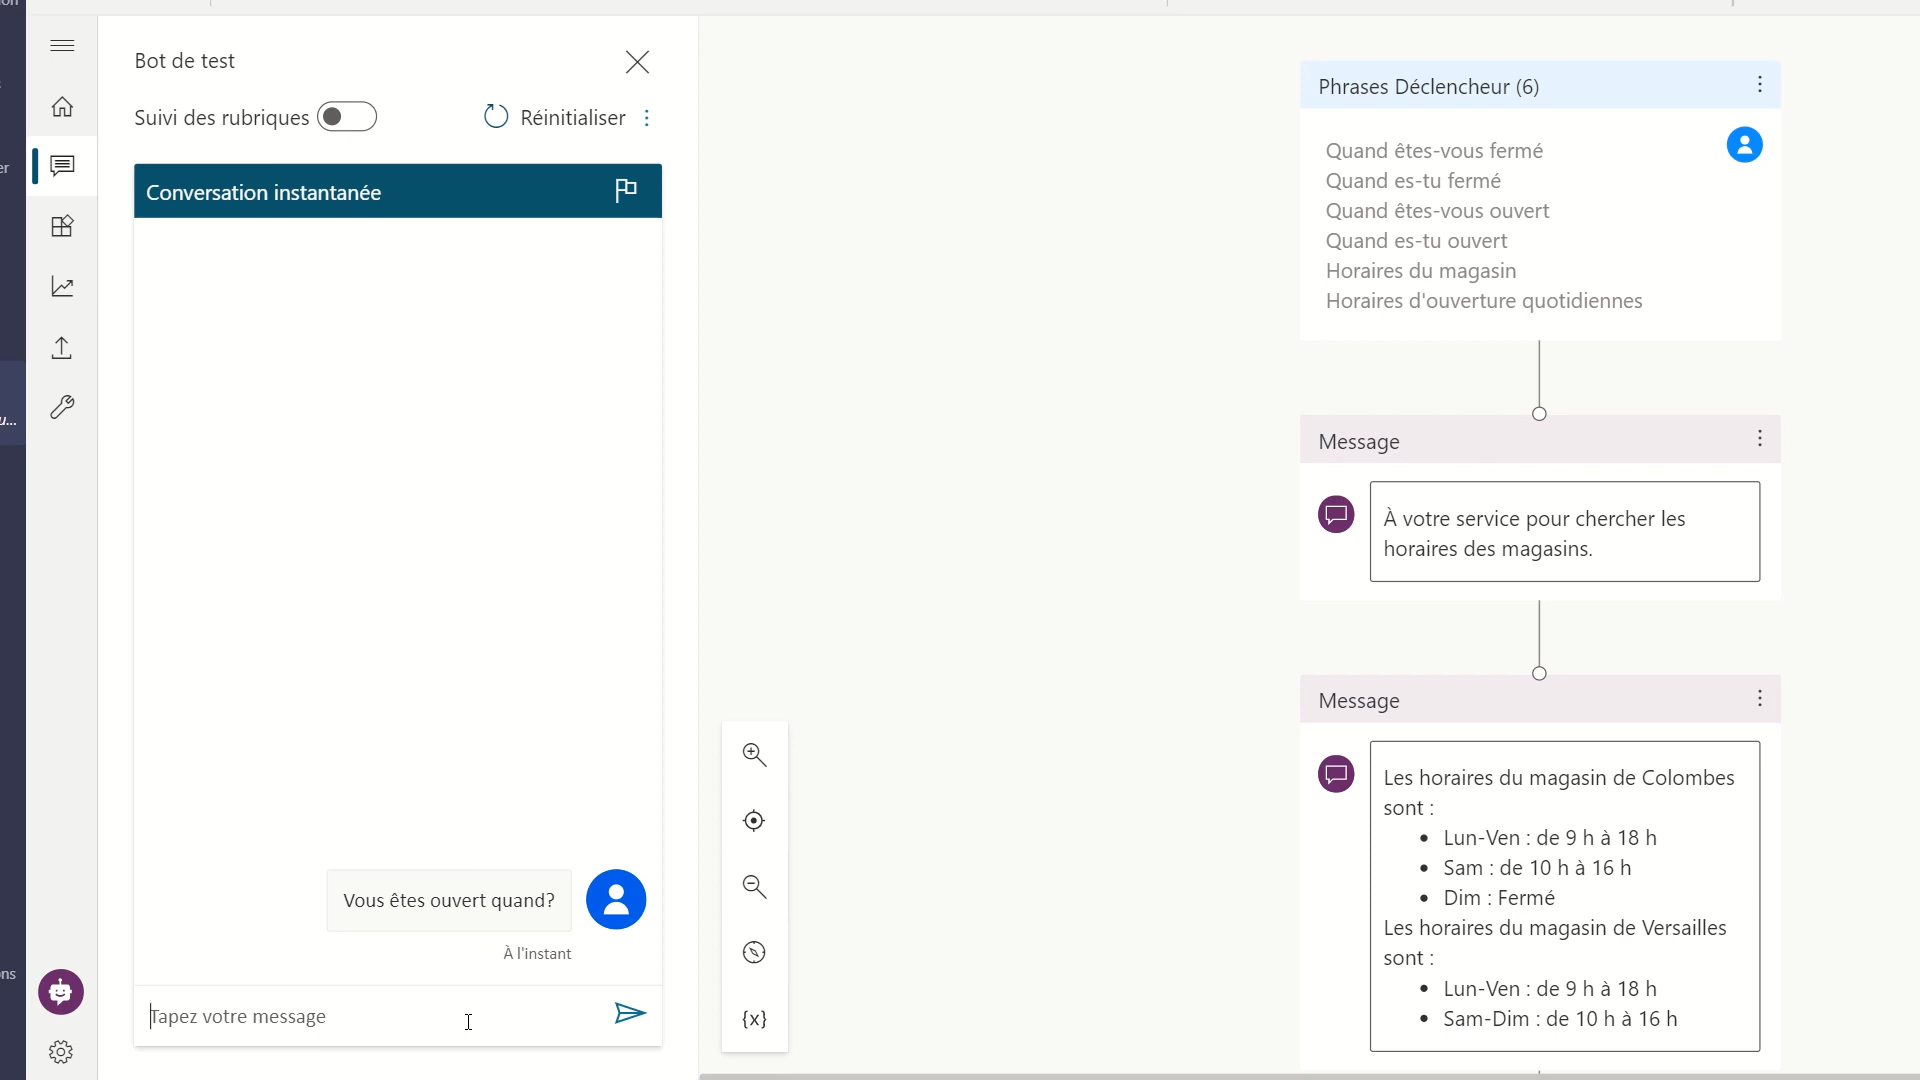 Bot de test
Suivi des rubriques
Réinitialiser
Conversation instantanée
Vous êtes ouvert quand?
À l'instant
Tapez votre message
{x}
Phrases Déclencheur (6)
Quand êtes-vous fermé
Quand es-tu fermé
Quand êtes-vous ouvert
Quand es-tu ouvert
Horaires du magasin
Horaires d'ouverture quotidiennes
Message
À votre service pour chercher les
horaires des magasins.
Message
Les horaires du magasin de Colombes
sont :
• Lun-Ven : de 9 h à 18 h
• Sam : de 10 h à 16 h
• Dim : Fermé
Les horaires du magasin de Versailles
sont :
• Lun-Ven : de 9 h à 18 h
• Sam-Dim : de 10 h à 16 h